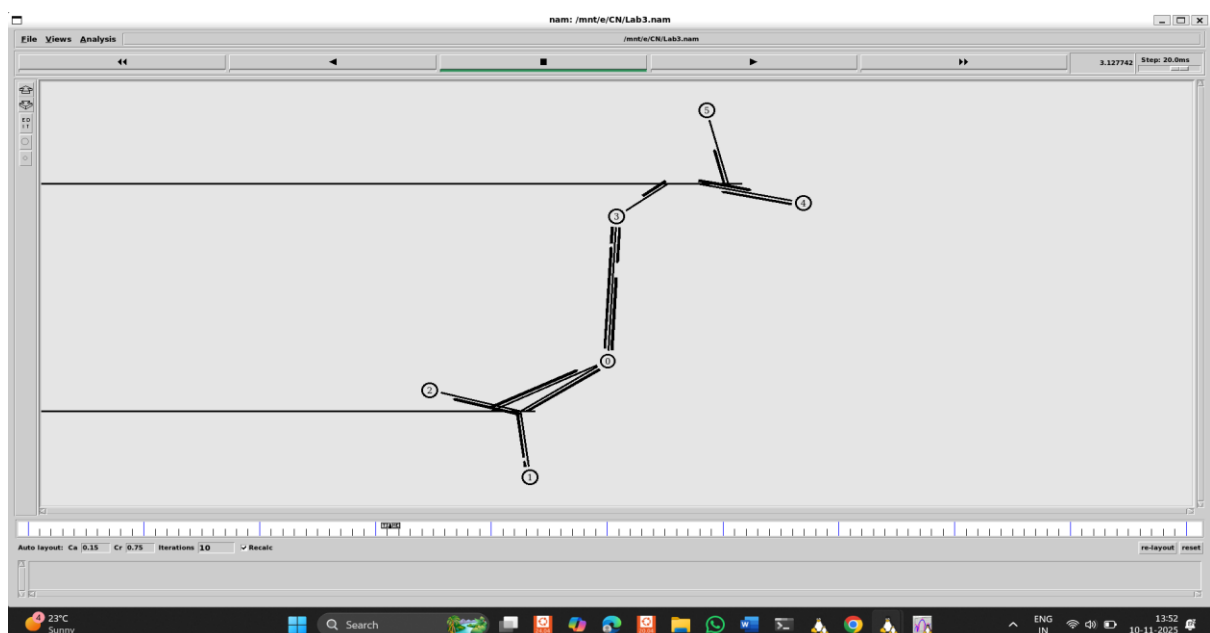 nam: /mnt/e/CN/Lab3.nam
File Views Analysis
/mnt/e/CN/Lab3.nam
3.127742
Step: 20.0ms
5
3
4
0
2
1
Auto layout: Ca 0.15 Cr 0.75 Iterations 10 Recalc
re-layout reset
4
23°C
Sunny
Search
ENG
IN
13:52
10-11-2025